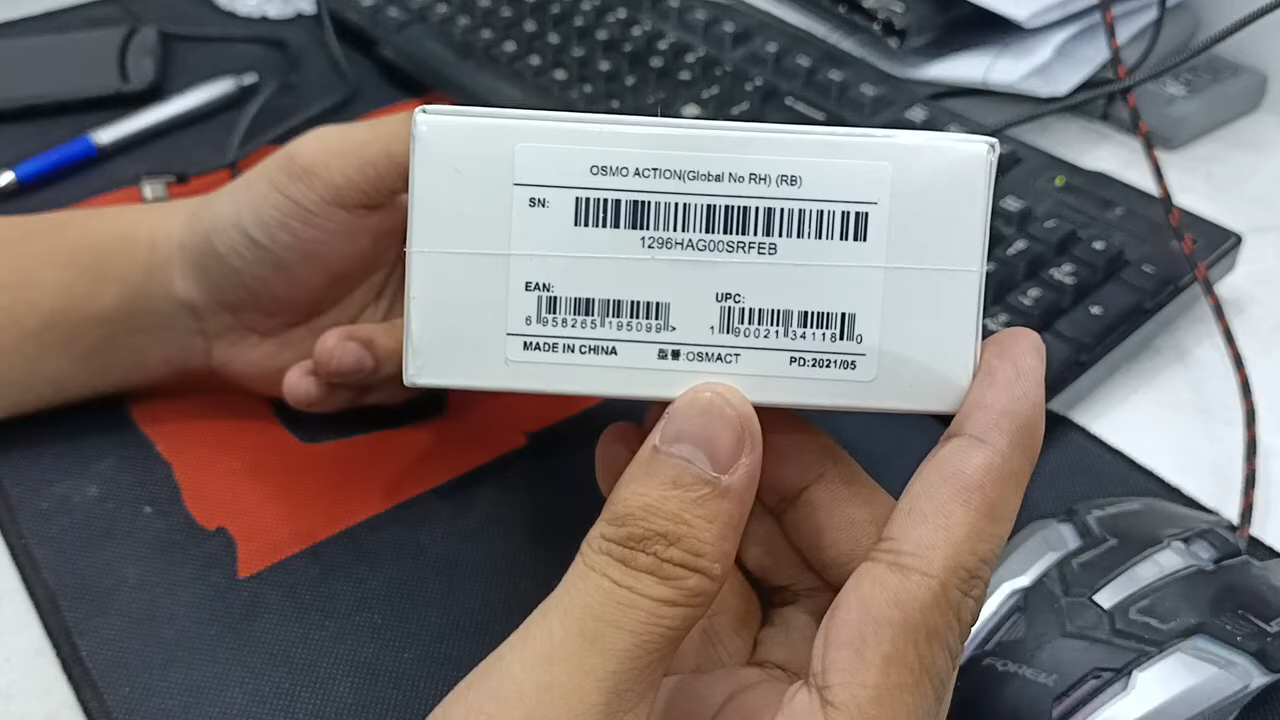 OSMO ACTION(Global No RH) (RB)
SN:
1296HAG00SRFEB
EAN:
6 958265 195099 >
UPC:
1 90021 34118 0
MADE IN CHINA 型號:OSMACT PD:2021/05
FOREV